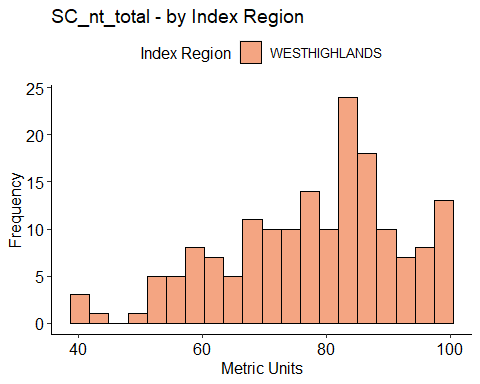 SC_nt_total - by Index Region
Index Region WESTHIGHLANDS
25
20
15
10
5
0
Frequency
40 60 80 100
Metric Units